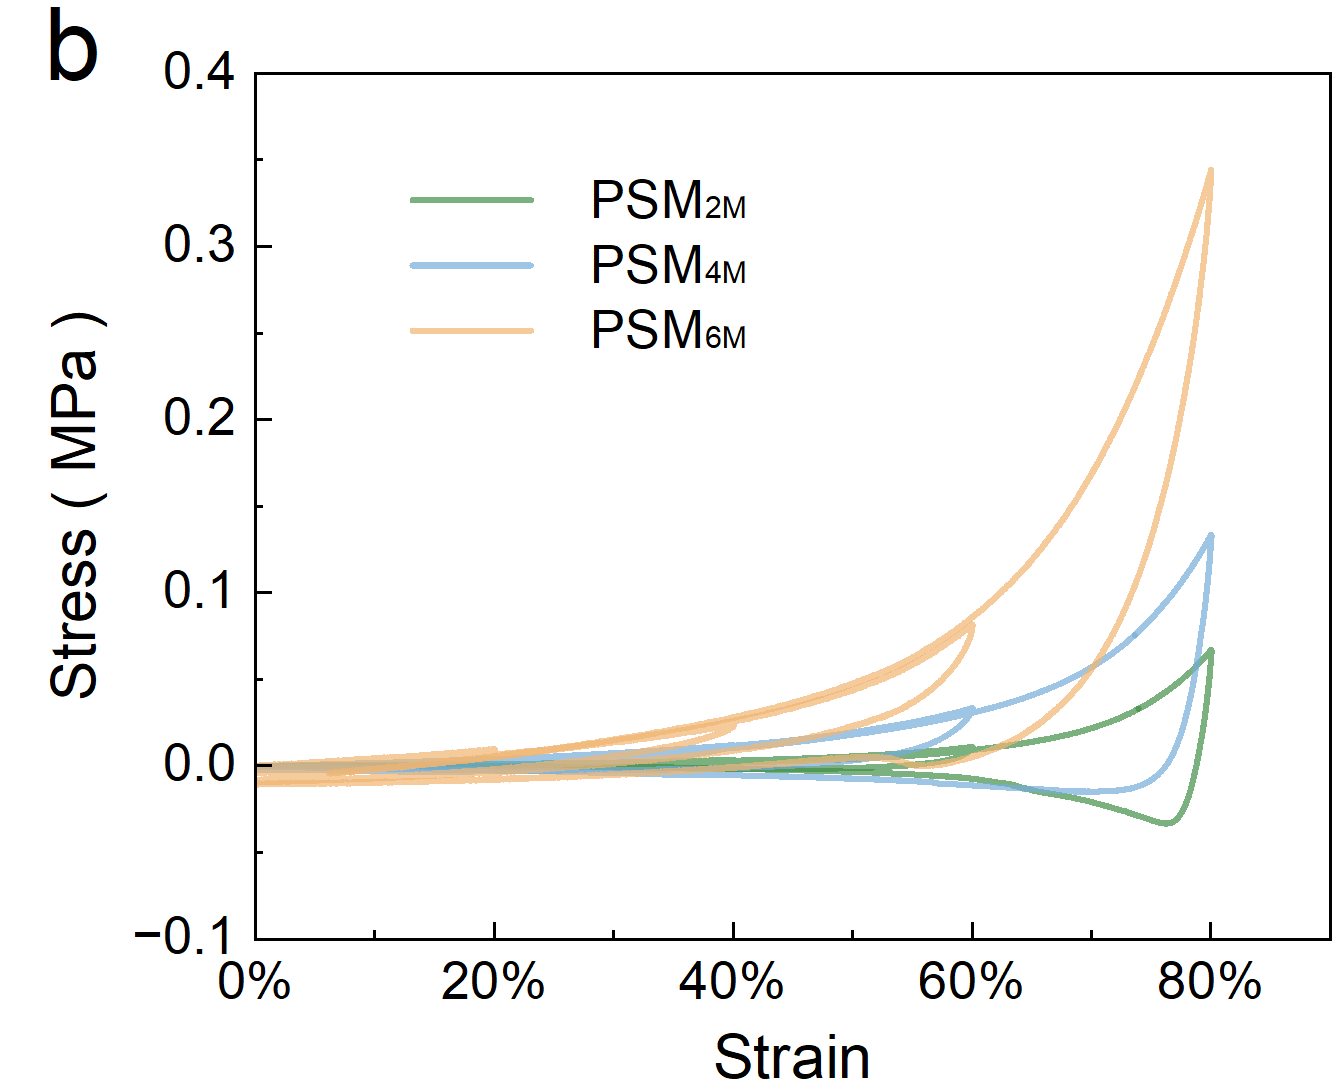 b
0.4
0.3
0.2
0.1
0.0
−0.1
Stress ( MPa )
PSM2M
PSM4M
PSM6M
0% 20% 40% 60% 80%
Strain